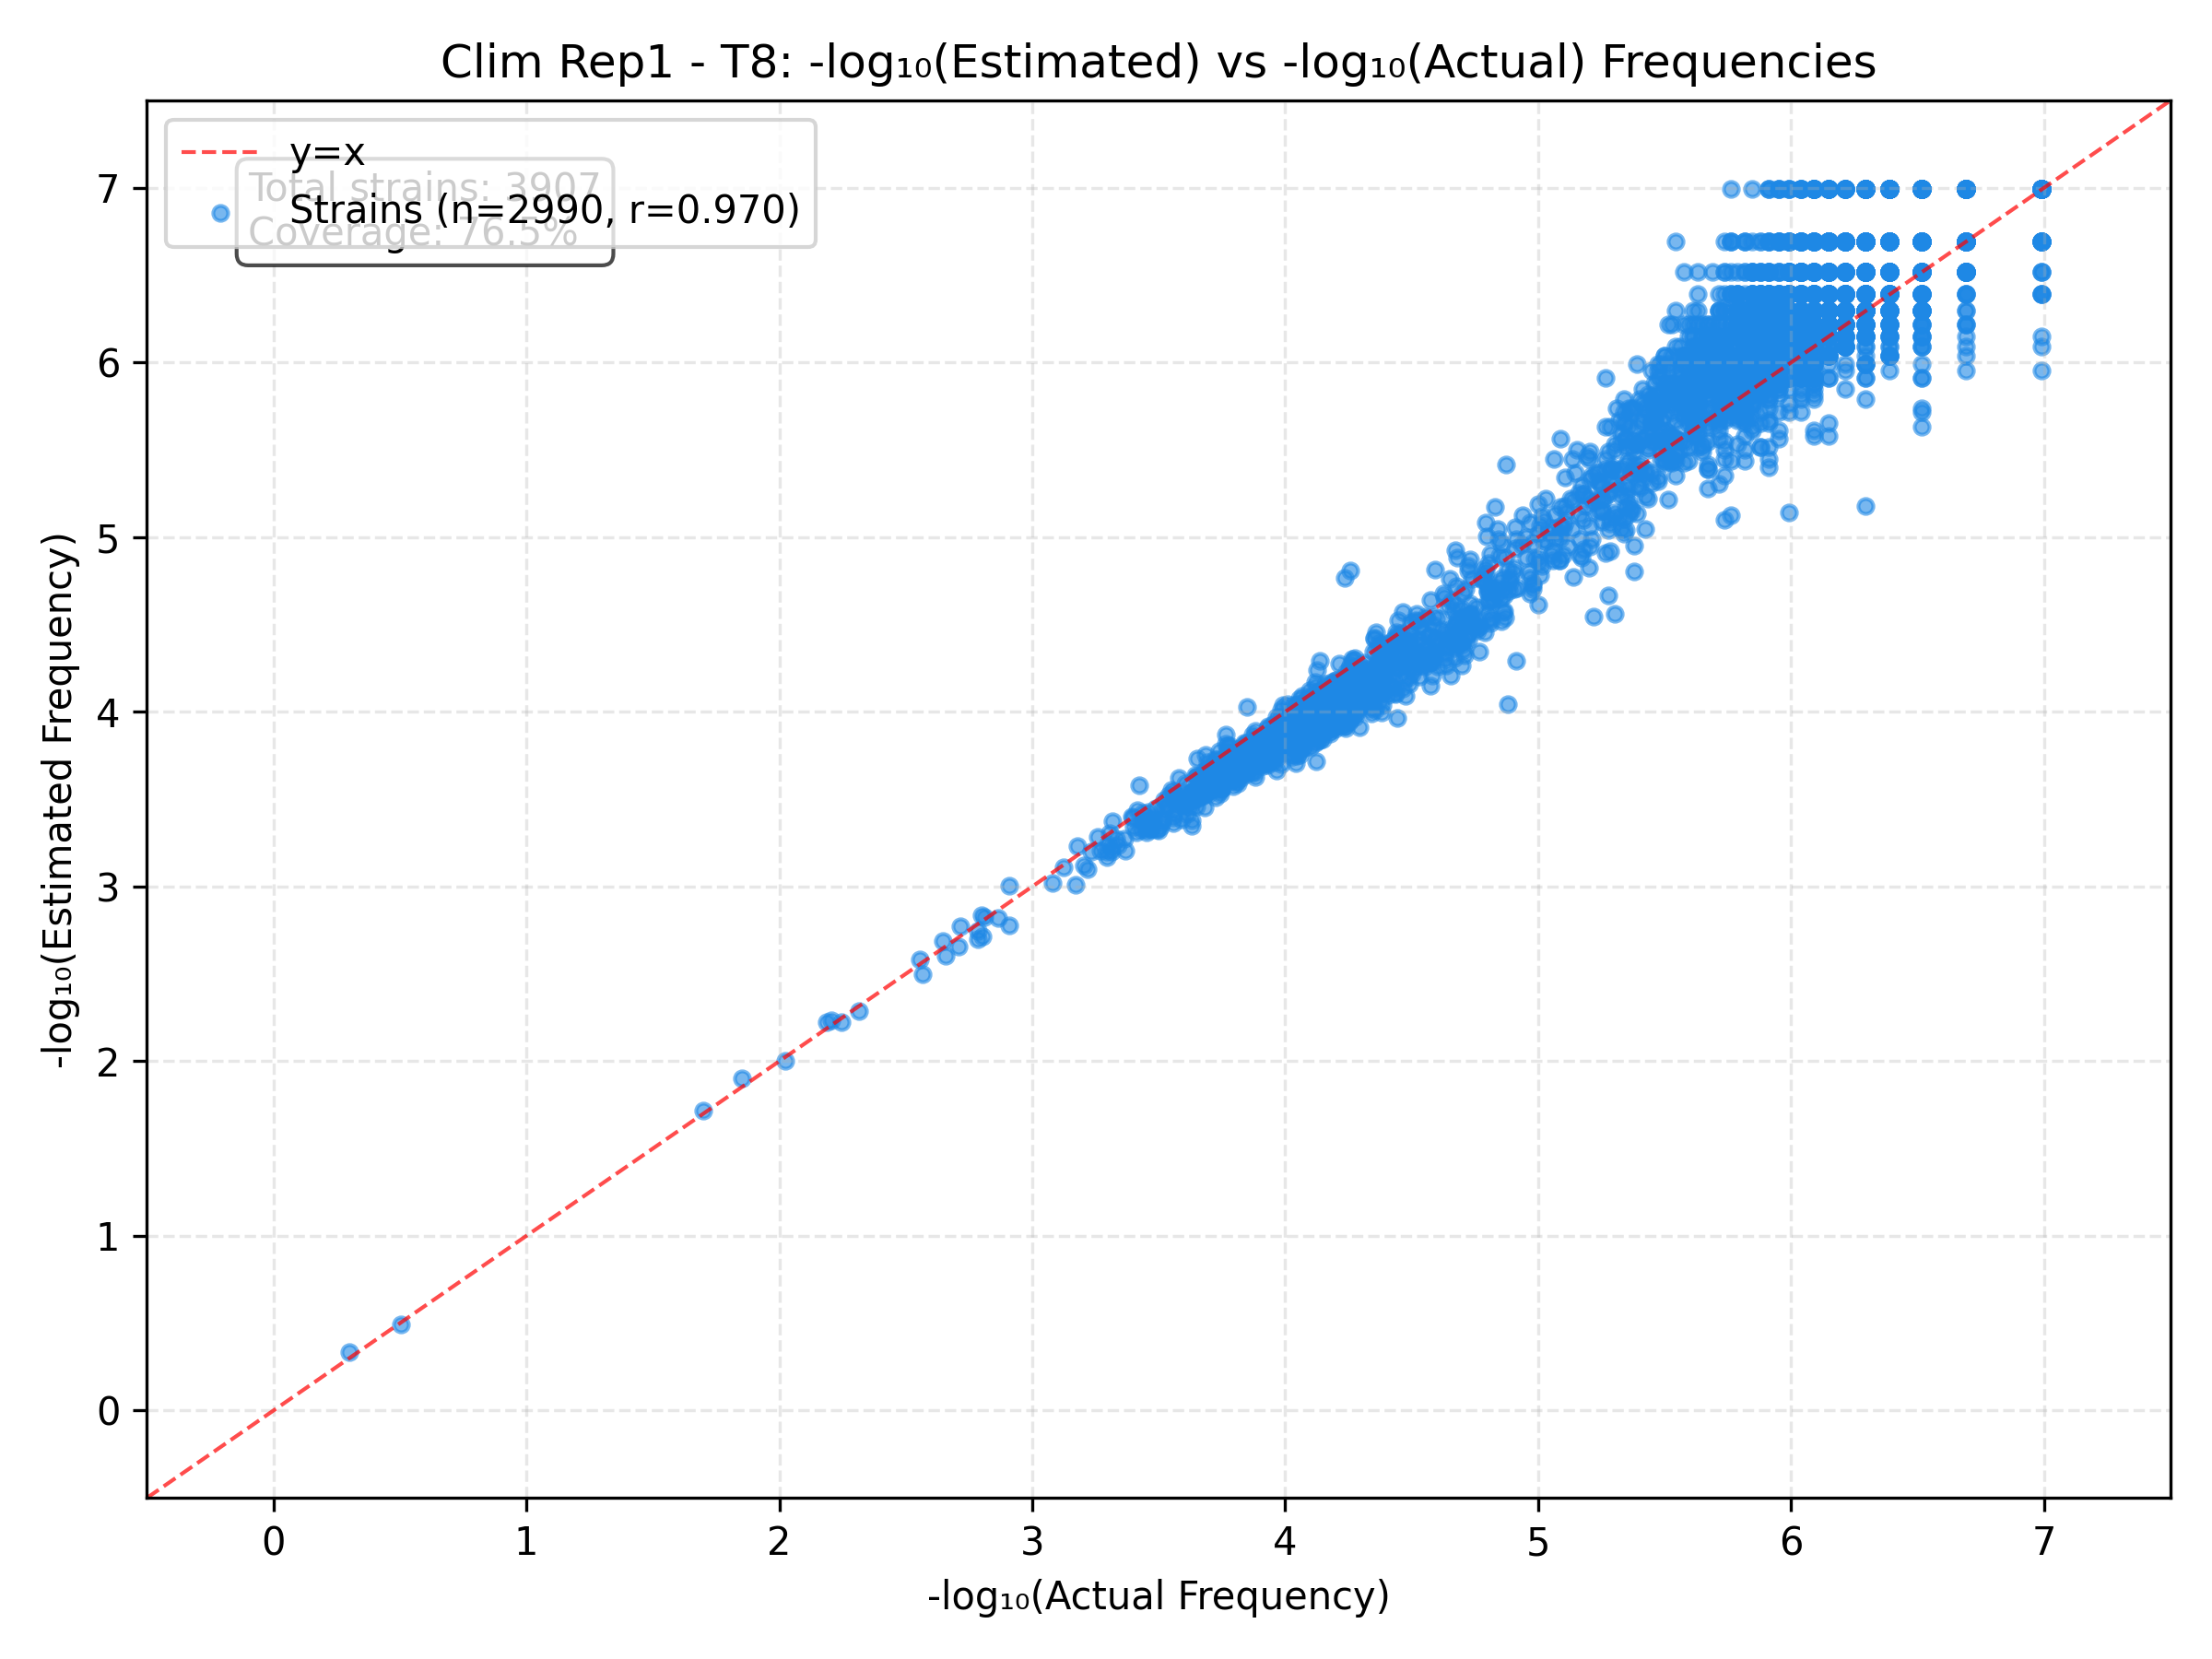 Clim Rep1 - T8: -log₁₀(Estimated) vs -log₁₀(Actual) Frequencies
y=x
Total strains: 3907
Strains (n=2990, r=0.970)
Coverage: 76.5%
-log₁₀(Estimated Frequency)
7
6
5
4
3
2
1
0
0 1 2 3 4 5 6 7
-log₁₀(Actual Frequency)